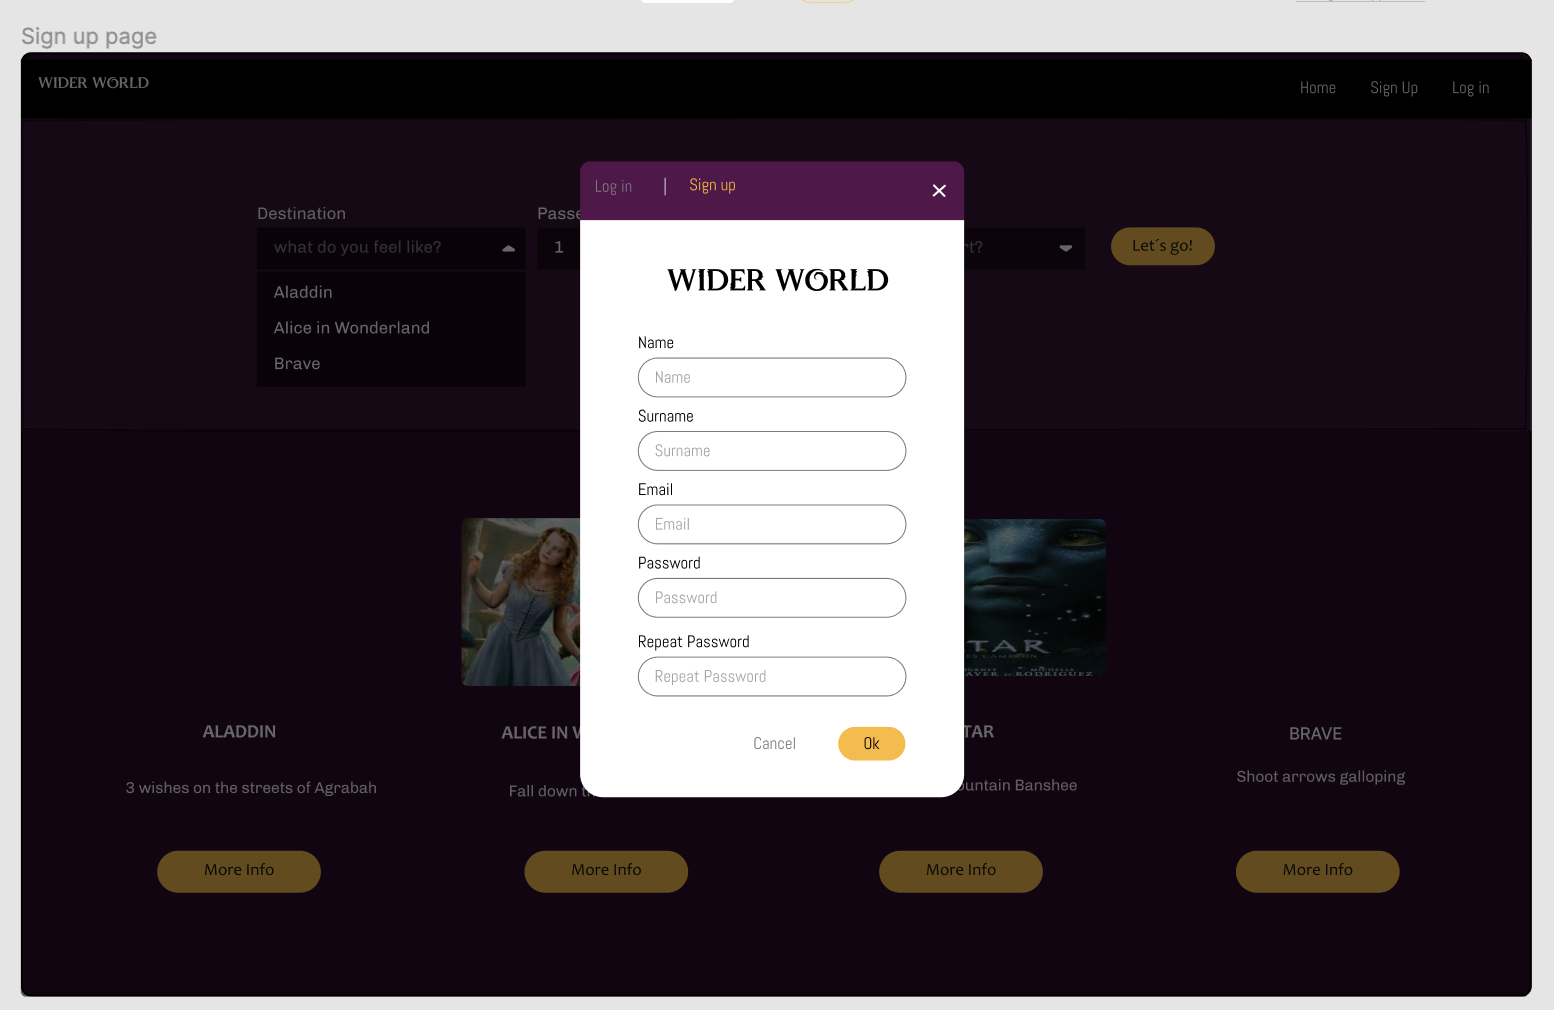 Sign up page
WIDER WORLD
Home Sign Up Log in
Log in | Sign up
Destination
Passe
what do you feel like?
1
rt?
Let´s go!
Aladdin
Alice in Wonderland
Brave
WIDER WORLD
Name
Name
Surname
Surname
Email
Email
Password
Password
Repeat Password
Repeat Password
Cancel
Ok
TAR
RODRIGUEZ
ALADDIN
ALICE IN W
TAR
BRAVE
3 wishes on the streets of Agrabah
Fall down t
ountain Banshee
Shoot arrows galloping
More Info
More Info
More Info
More Info